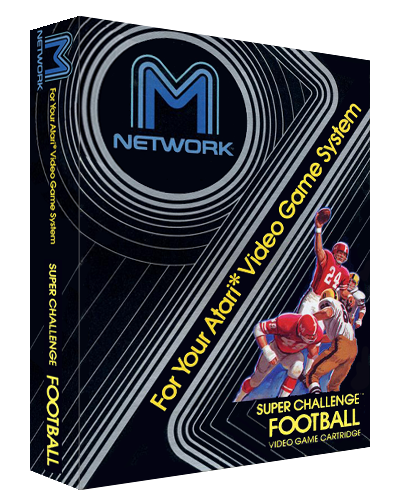 M
NETWORK
For Your Atari* Video Game System
SUPER CHALLENGE FOOTBALL
M
NETWORK
For Your Atari* Video Game System
24
SUPER CHALLENGE™
FOOTBALL
VIDEO GAME CARTRIDGE